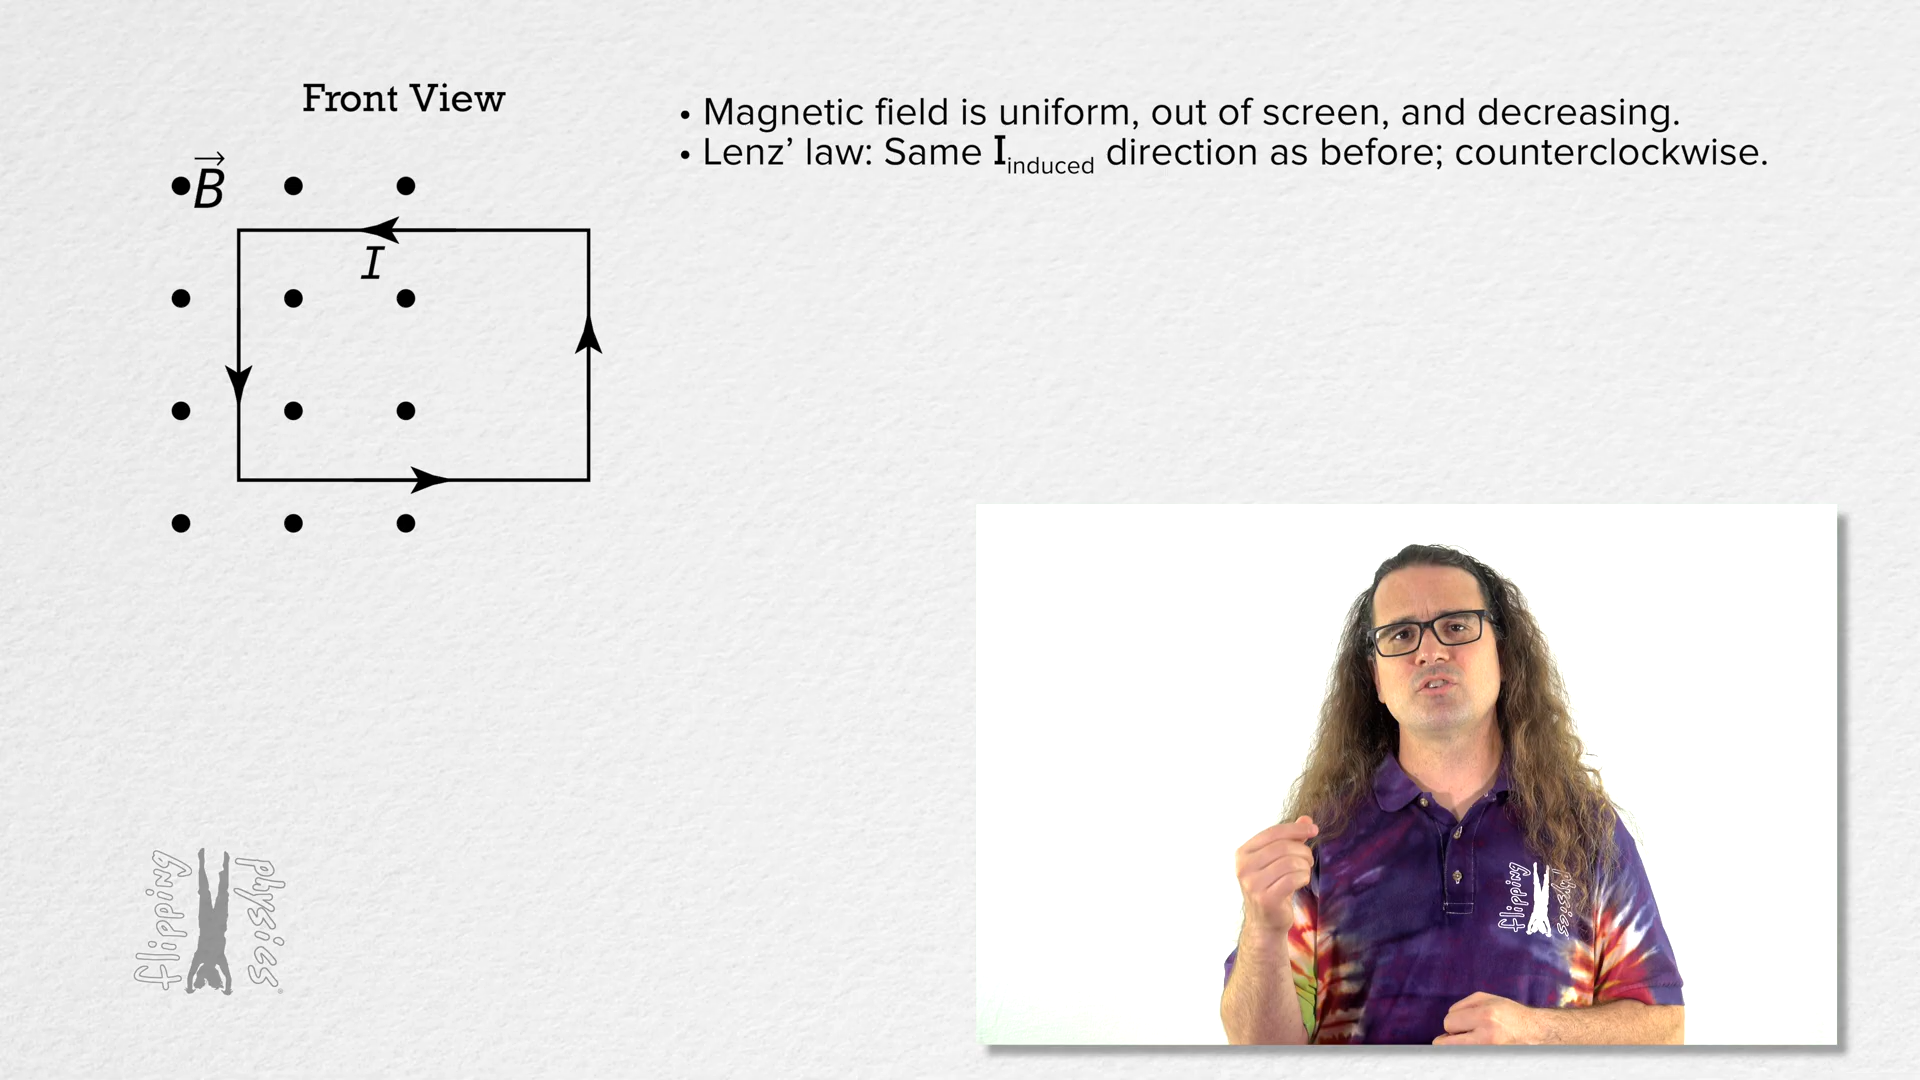 Front View
• Magnetic field is uniform, out of screen, and decreasing.
• Lenz’ law: Same I induced direction as before; counterclockwise.
B
I
flipping physics
flipping physics